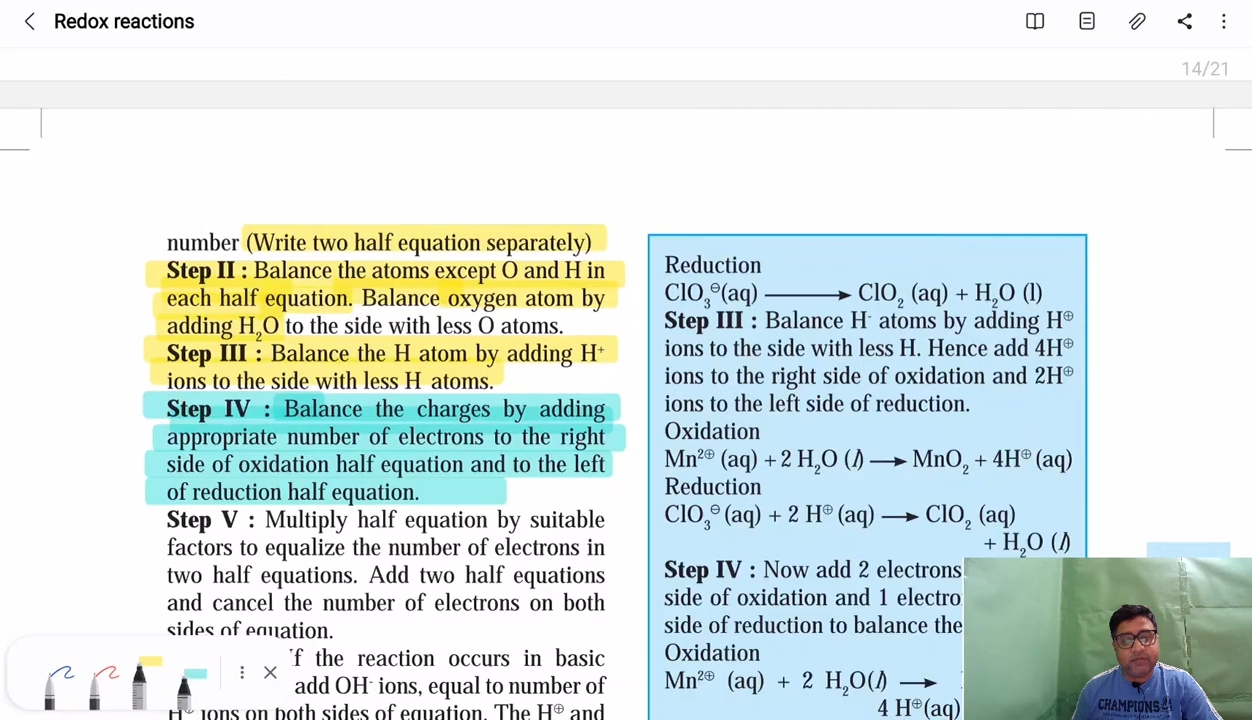 Redox reactions
14/21
number (Write two half equation separately)
Step II : Balance the atoms except O and H in
each half equation. Balance oxygen atom by
adding H₂O to the side with less O atoms.
Step III : Balance the H atom by adding H⁺
ions to the side with less H atoms.
Step IV : Balance the charges by adding
appropriate number of electrons to the right
side of oxidation half equation and to the left
of reduction half equation.
Step V : Multiply half equation by suitable
factors to equalize the number of electrons in
two half equations. Add two half equations
and cancel the number of electrons on both
sides of equation.
f the reaction occurs in basic
add OH⁻ ions, equal to number of
H⊕ ions on both sides of equation. The H⊕ and
Reduction
ClO₃⊖(aq) ⟶ ClO₂ (aq) + H₂O (l)
Step III : Balance H⁻ atoms by adding H⊕
ions to the side with less H. Hence add 4H⊕
ions to the right side of oxidation and 2H⊕
ions to the left side of reduction.
Oxidation
Mn²⊕ (aq) + 2 H₂O (l) ⟶ MnO₂ + 4H⊕ (aq)
Reduction
ClO₃⊖ (aq) + 2 H⊕ (aq) ⟶ ClO₂ (aq)
+ H₂O (l)
Step IV : Now add 2 electrons
side of oxidation and 1 electro
side of reduction to balance the
Oxidation
Mn²⊕ (aq) + 2 H₂O(l) ⟶
4 H⊕(aq)
CHAMPIONS